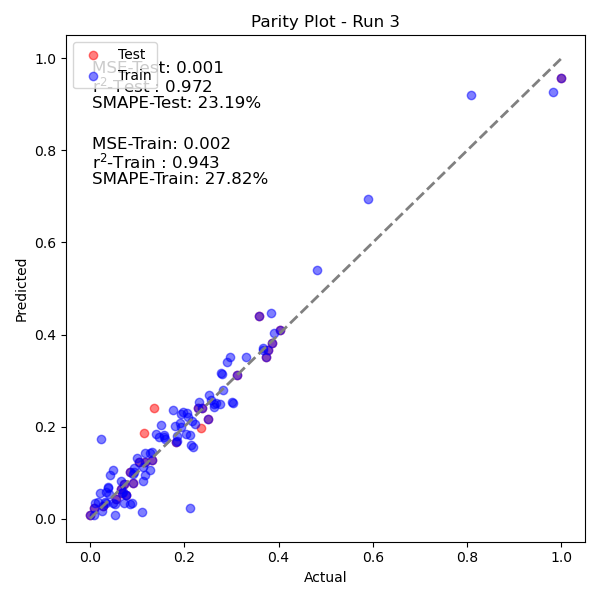 Parity Plot - Run 3
Test
Train
MSE-Test: 0.001
r²-Test : 0.972
SMAPE-Test: 23.19%
MSE-Train: 0.002
r²-Train : 0.943
SMAPE-Train: 27.82%
1.0
0.8
0.6
0.4
0.2
0.0
Predicted
0.0 0.2 0.4 0.6 0.8 1.0
Actual